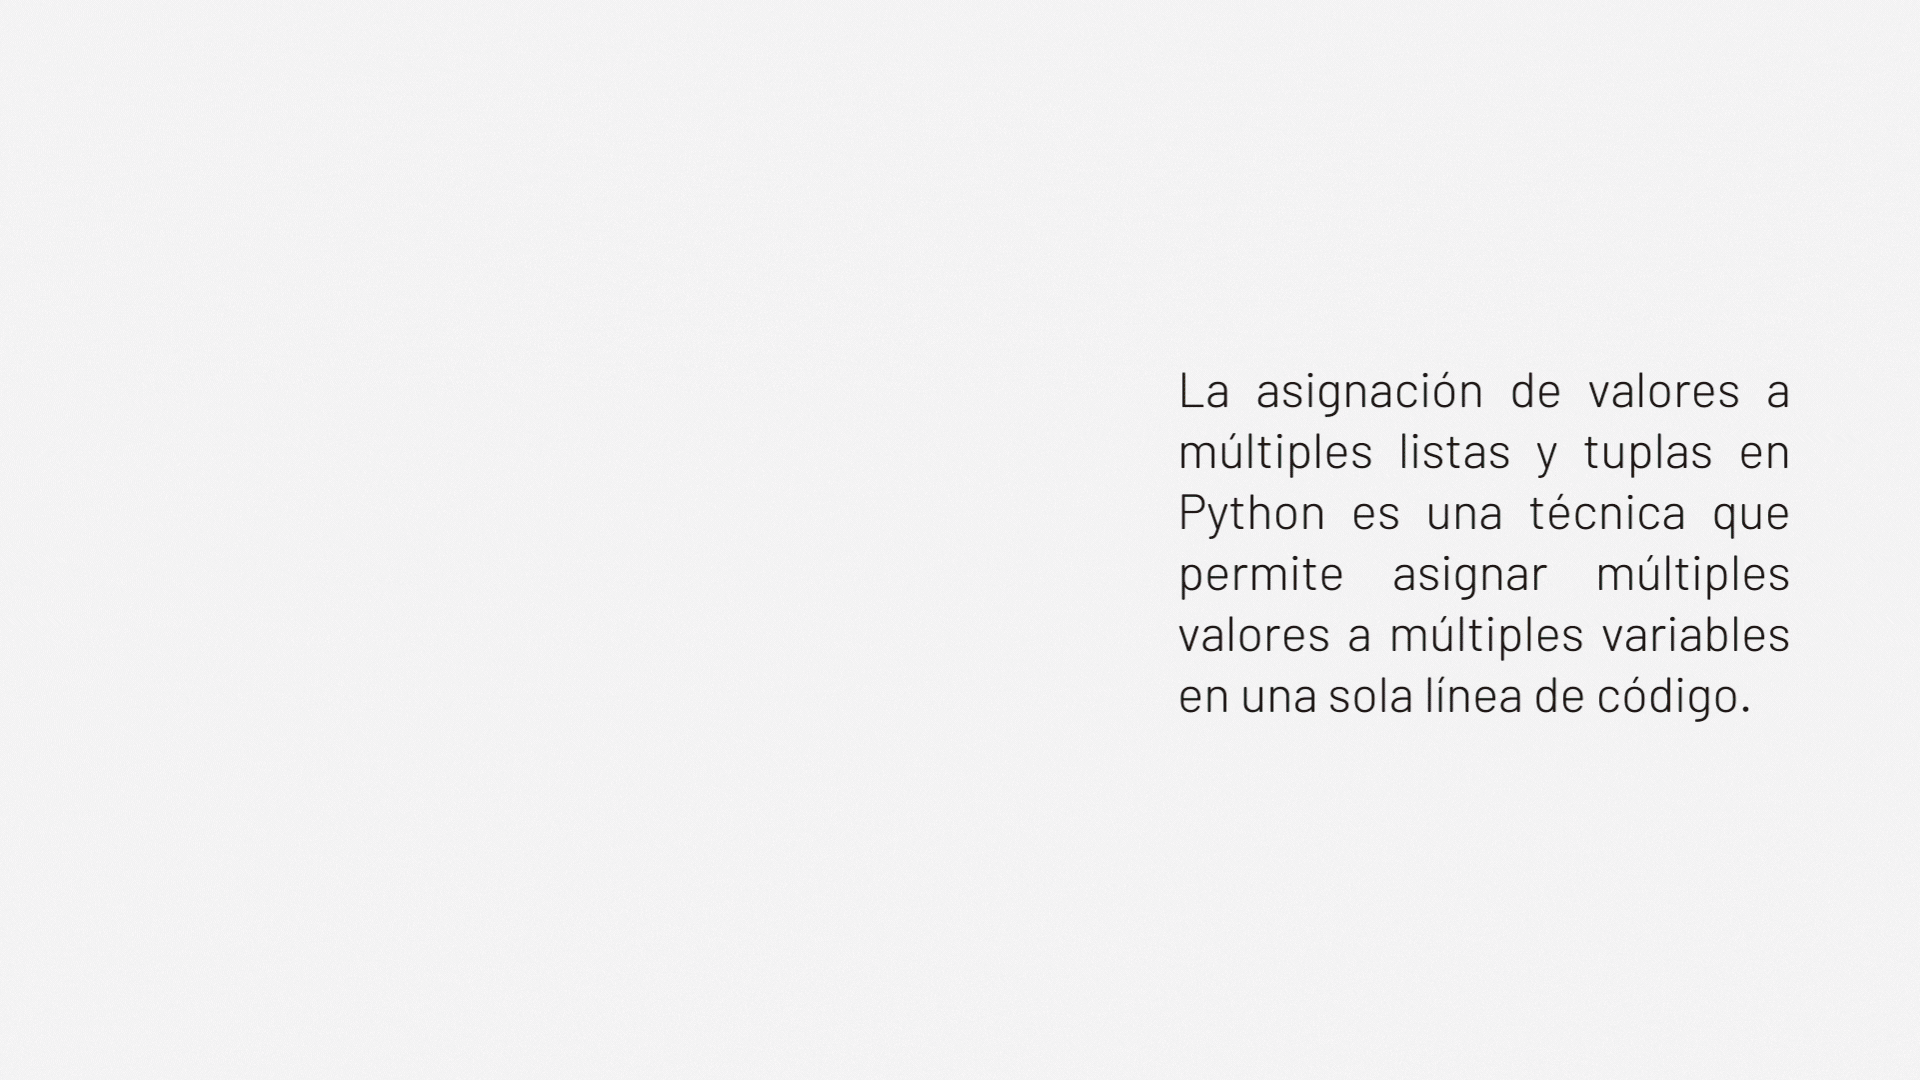 La asignación de valores a
múltiples listas y tuplas en
Python es una técnica que
permite asignar múltiples
valores a múltiples variables
en una sola línea de código.